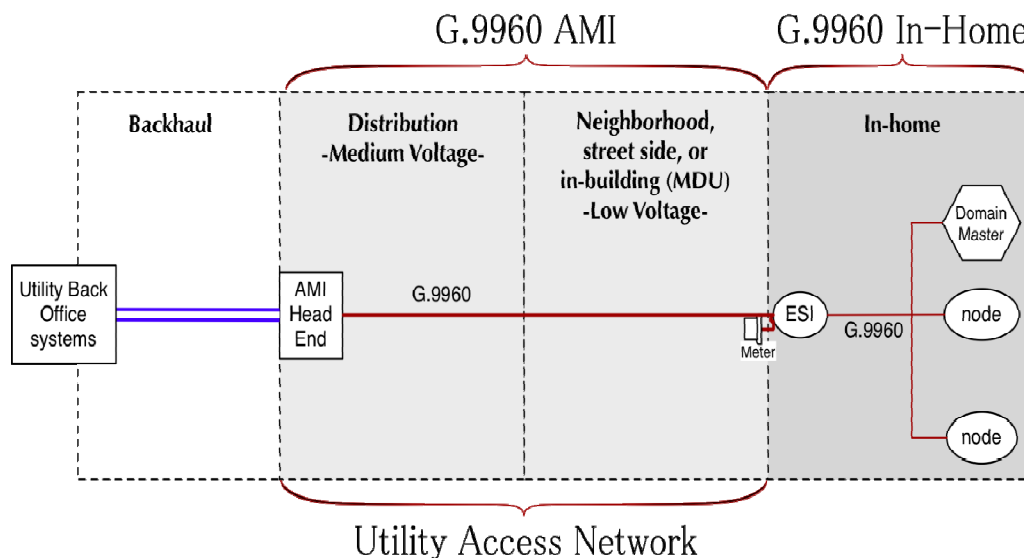 G.9960 AMI
G.9960 In-Home
Backhaul
Distribution
-Medium Voltage-
Neighborhood,
street side, or
in-building (MDU)
-Low Voltage-
In-home
Domain
Master
Utility Back
Office
systems
AMI
Head
End
G.9960
Meter
ESI
G.9960
node
node
Utility Access Network